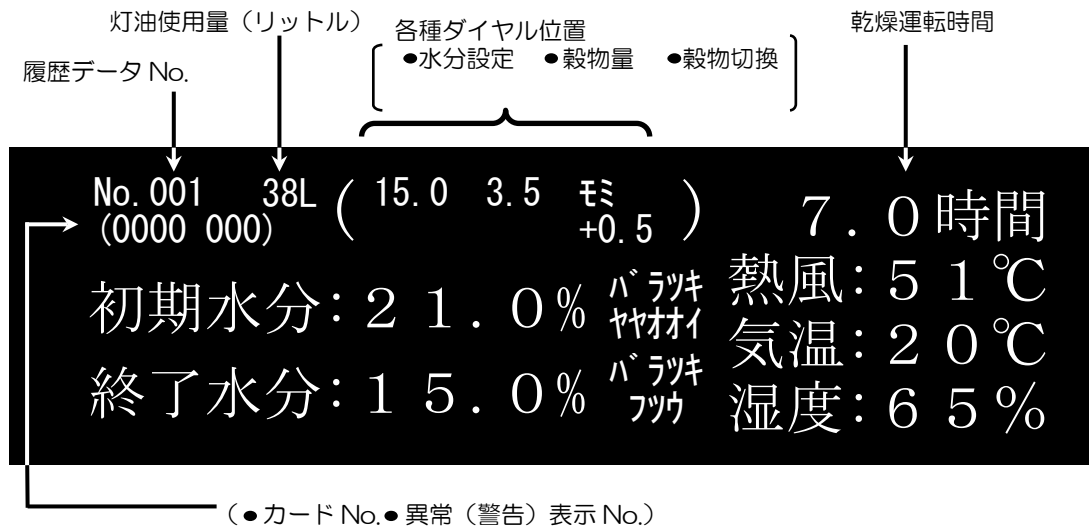 灯油使用量（リットル）
各種ダイヤル位置
乾燥運転時間
●水分設定 ●穀物量 ●穀物切換
履歴データ No.
No.001 38L ( 15.0 3.5 モミ )
(0000 000) +0.5
7.0時間
初期水分:21.0% バラツキ
ヤヤオオイ
終了水分:15.0% バラツキ
フツウ
熱風:51℃
気温:20℃
湿度:65%
（●カード No.●異常（警告）表示 No.）